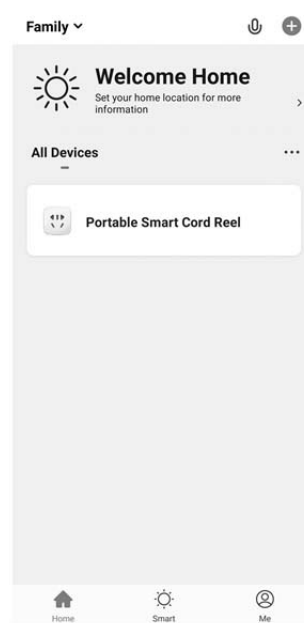 Family
Welcome Home
Set your home location for more
information
All Devices
Portable Smart Cord Reel
Home
Smart
Me